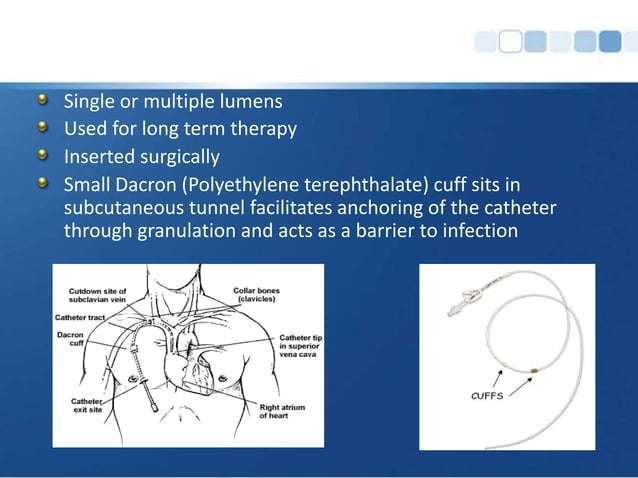 Single or multiple lumens
Used for long term therapy
Inserted surgically
Small Dacron (Polyethylene terephthalate) cuff sits in
subcutaneous tunnel facilitates anchoring of the catheter
through granulation and acts as a barrier to infection
Cutdown site of
subclavian vein
Collar bones
(clavicles)
Catheter tract
Dacron
cuff
Catheter tip
in superior
vena cava
Catheter
exit site
Right atrium
of heart
CUFFS